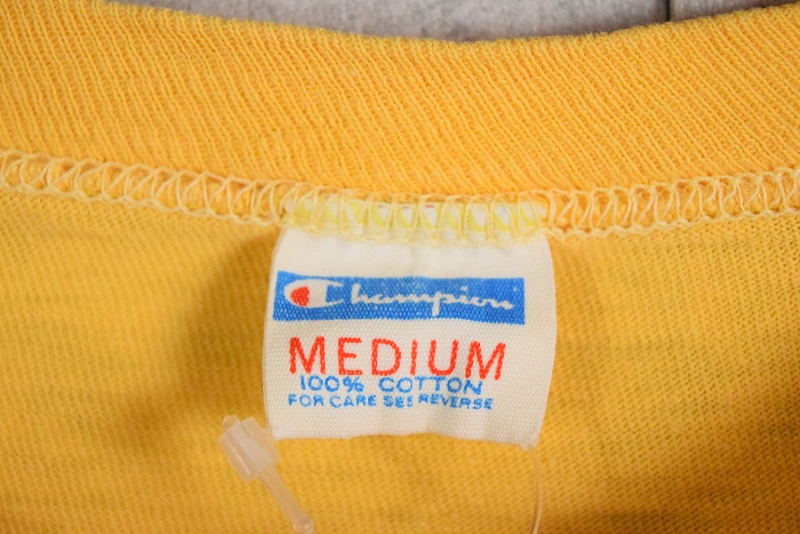 Champion
MEDIUM
100% COTTON
FOR CARE SEE REVERSE